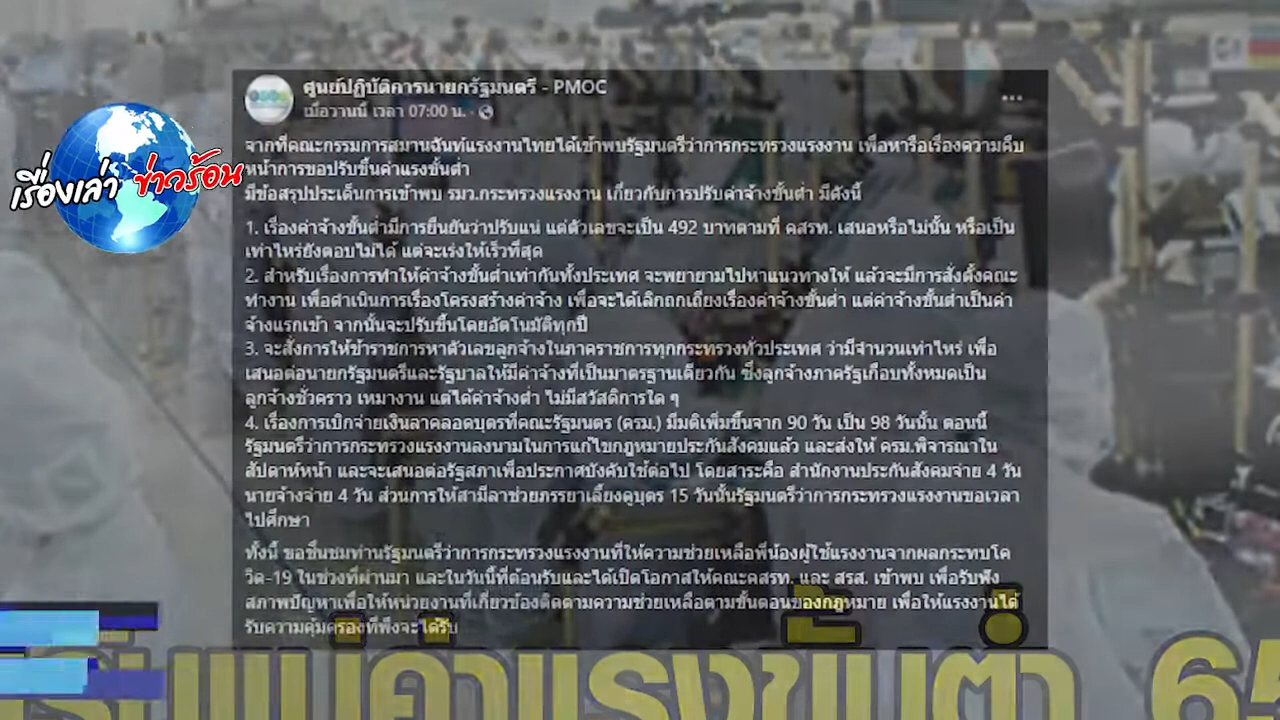 เรื่องเล่า ข่าวร้อน
ศูนย์ปฏิบัติการนายกรัฐมนตรี - PMOC
เมื่อวานนี้ เวลา 07:00 น.
จากที่คณะกรรมการสมานฉันท์แรงงานไทยได้เข้าพบรัฐมนตรีว่าการกระทรวงแรงงาน เพื่อหารือเรื่องความคืบ
หน้าการขอปรับขึ้นค่าแรงขั้นต่ำ
มีข้อสรุปประเด็นการเข้าพบ รมว.กระทรวงแรงงาน เกี่ยวกับการปรับค่าจ้างขั้นต่ำ มีดังนี้
1. เรื่องค่าจ้างขั้นต่ำมีการยืนยันว่าปรับแน่ แต่ตัวเลขจะเป็น 492 บาทตามที่ คสรท. เสนอหรือไม่นั้น หรือเป็น
เท่าไหร่ยังตอบไม่ได้ แต่จะเร่งให้เร็วที่สุด
2. สำหรับเรื่องการทำให้ค่าจ้างขั้นต่ำเท่ากันทั้งประเทศ จะพยายามไปหาแนวทางให้ แล้วจะมีการสั่งตั้งคณะ
ทำงาน เพื่อดำเนินการเรื่องโครงสร้างค่าจ้าง เพื่อจะได้เลิกถกเถียงเรื่องค่าจ้างขั้นต่ำ แต่ค่าจ้างขั้นต่ำเป็นค่า
จ้างแรกเข้า จากนั้นจะปรับขึ้นโดยอัตโนมัติทุกปี
3. จะสั่งการให้ข้าราชการหาตัวเลขลูกจ้างในภาคราชการทุกกระทรวงทั่วประเทศ ว่ามีจำนวนเท่าไหร่ เพื่อ
เสนอต่อนายกรัฐมนตรีและรัฐบาลให้มีค่าจ้างที่เป็นมาตรฐานเดียวกัน ซึ่งลูกจ้างภาครัฐเกือบทั้งหมดเป็น
ลูกจ้างชั่วคราว เหมางาน แต่ได้ค่าจ้างต่ำ ไม่มีสวัสดิการใด ๆ
4. เรื่องการเบิกจ่ายเงินลาคลอดบุตรที่คณะรัฐมนตร (ครม.) มีมติเพิ่มขึ้นจาก 90 วัน เป็น 98 วันนั้น ตอนนี้
รัฐมนตรีว่าการกระทรวงแรงงานลงนามในการแก้ไขกฎหมายประกันสังคมแล้ว และส่งให้ ครม.พิจารณาใน
สัปดาห์หน้า และจะเสนอต่อรัฐสภาเพื่อประกาศบังคับใช้ต่อไป โดยสาระคือ สำนักงานประกันสังคมจ่าย 4 วัน
นายจ้างจ่าย 4 วัน ส่วนการให้สามีลาช่วยภรรยาเลี้ยงดูบุตร 15 วันนั้นรัฐมนตรีว่าการกระทรวงแรงงานขอเวลา
ไปศึกษา
ทั้งนี้ ขอชื่นชมท่านรัฐมนตรีว่าการกระทรวงแรงงานที่ให้ความช่วยเหลือพี่น้องผู้ใช้แรงงานจากผลกระทบโค
วิด-19 ในช่วงที่ผ่านมา และในวันนี้ที่ต้อนรับและได้เปิดโอกาสให้คณะคสรท. และ สรส. เข้าพบ เพื่อรับฟัง
สภาพปัญหาเพื่อให้หน่วยงานที่เกี่ยวข้องติดตามความช่วยเหลือตามขั้นตอนของกฎหมาย เพื่อให้แรงงานได้
รับความคุ้มครองที่พึงจะได้รับ
ค่าแรงขั้นต่ำ 65